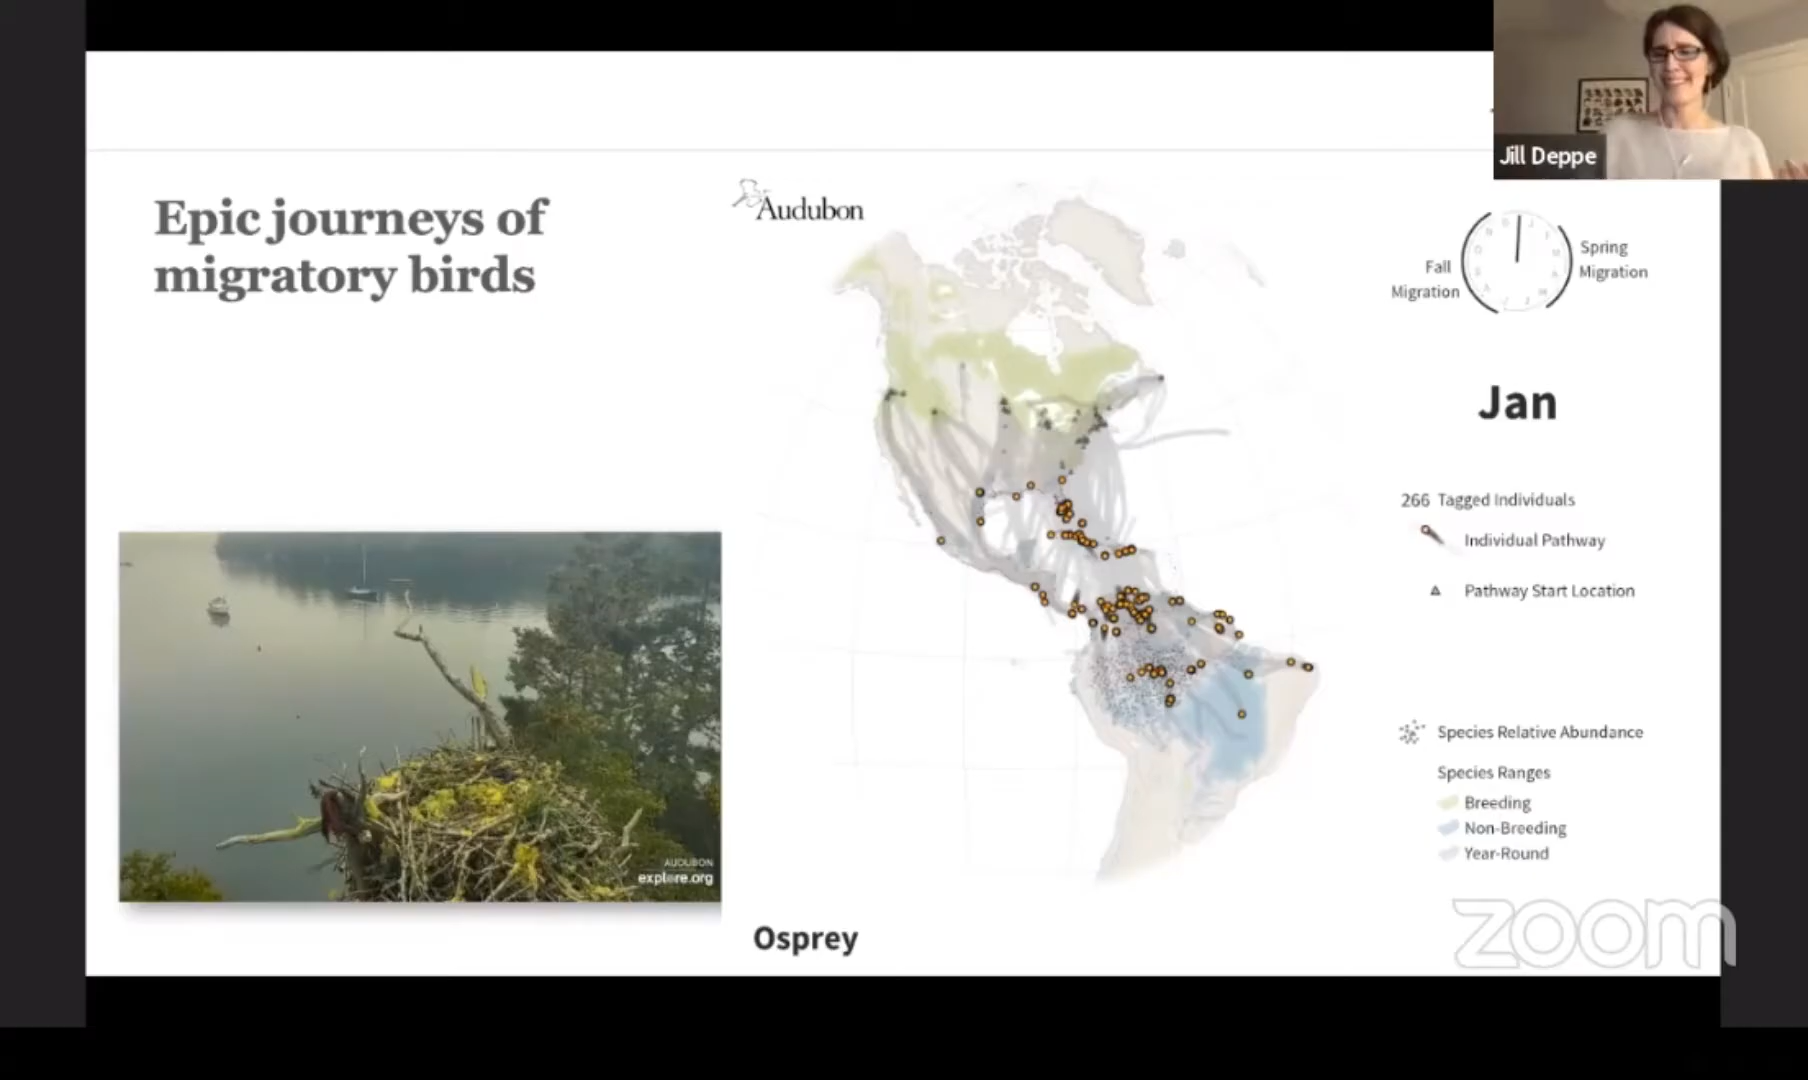 Jill Deppe
Epic journeys of
migratory birds
Audubon
Fall
Migration
Spring
Migration
Jan
266 Tagged Individuals
Individual Pathway
Pathway Start Location
Species Relative Abundance
Species Ranges
Breeding
Non-Breeding
Year-Round
AUDUBON
explore.org
Osprey
zoom